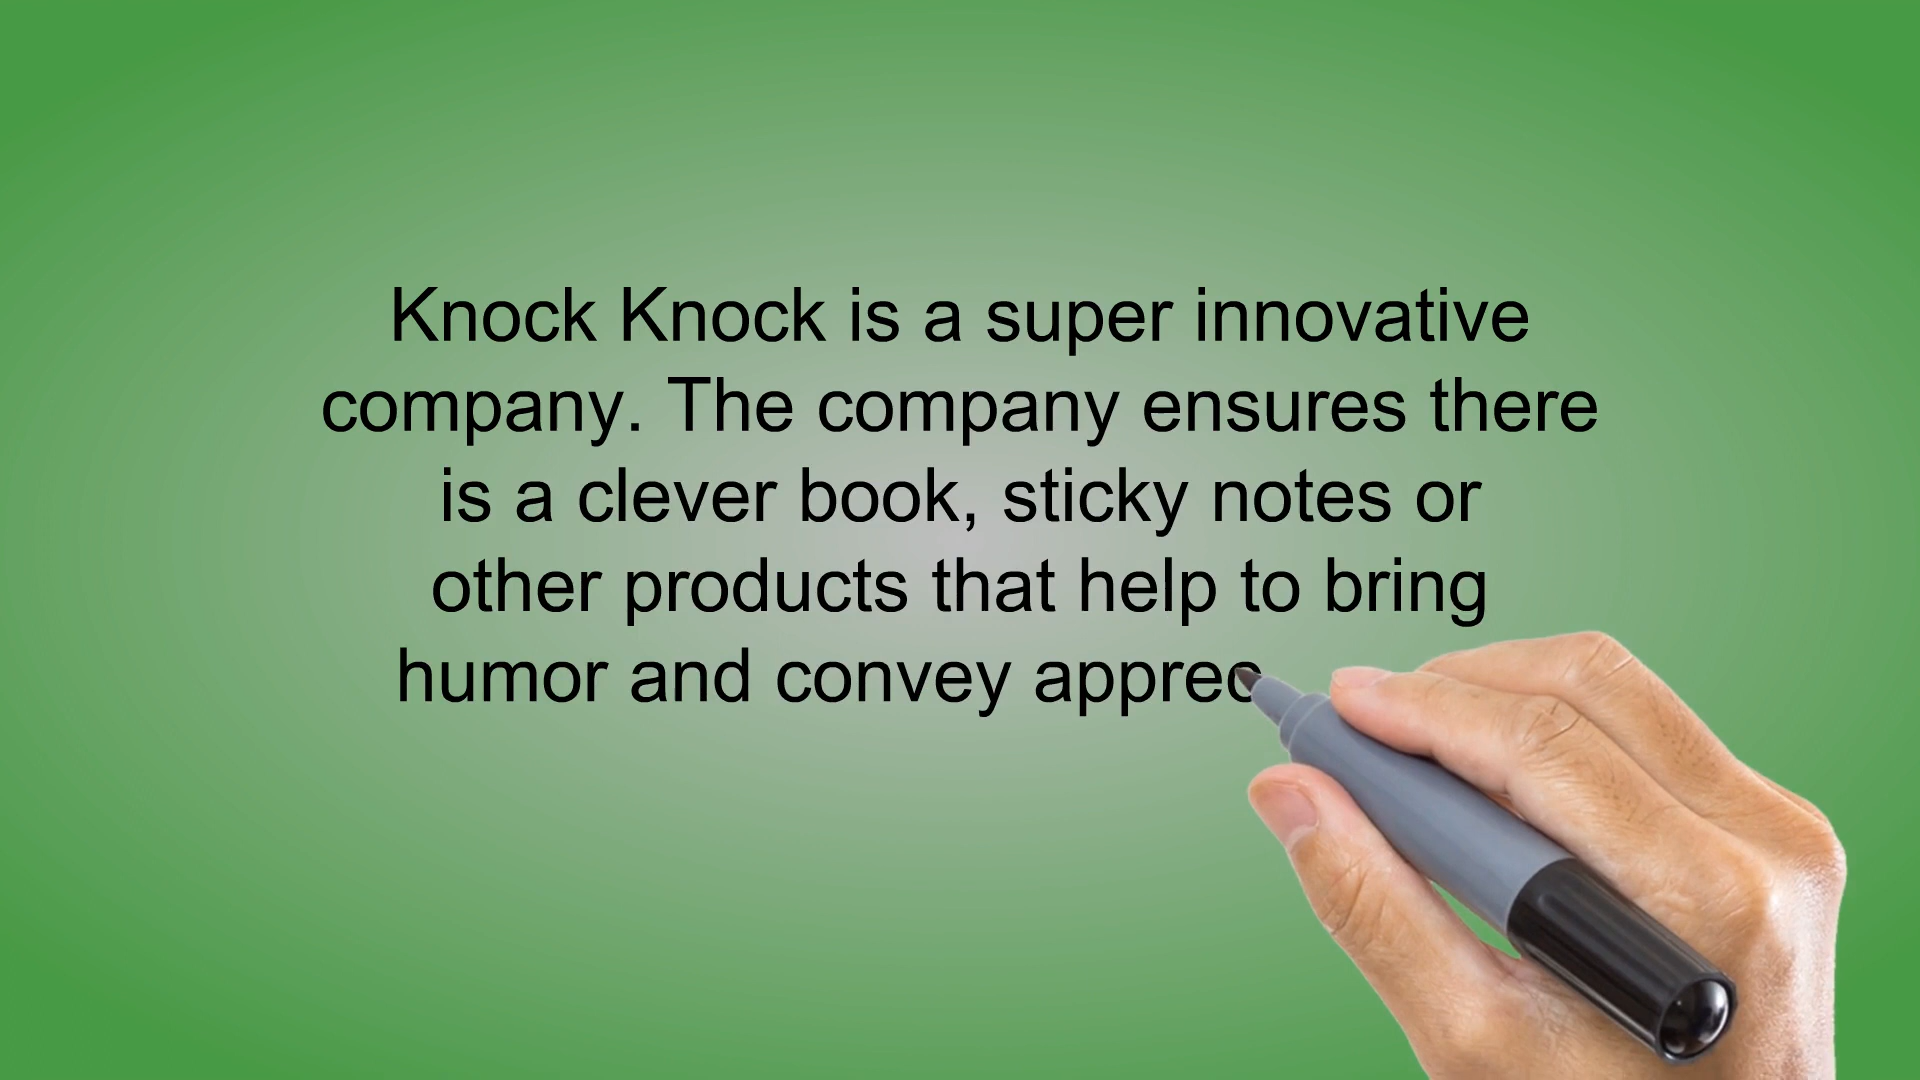 Knock Knock is a super innovative
company. The company ensures there
is a clever book, sticky notes or
other products that help to bring
humor and convey apprec